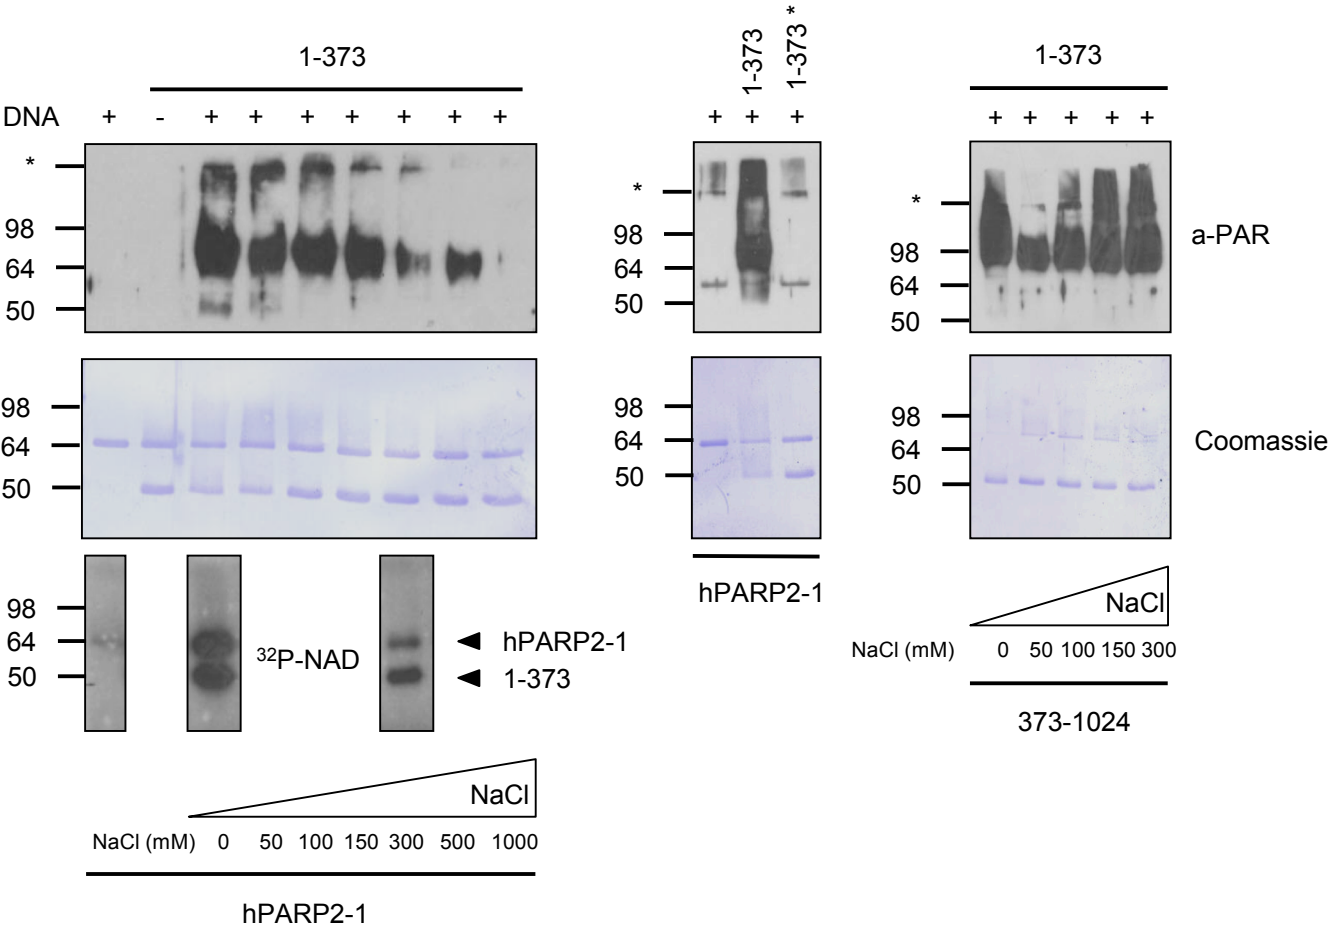 1-373
DNA + - + + + + + + +
*
98
64
50
98
64
50
98
64
50
32P-NAD
hPARP2-1
1-373
NaCl
NaCl (mM) 0 50 100 150 300 500 1000
hPARP2-1
1-373
1-373*
+ + +
*
98
64
50
98
64
50
hPARP2-1
1-373
+ + + + +
*
98
64
50
a-PAR
98
64
50
Coomassie
NaCl
NaCl (mM) 0 50 100 150 300
373-1024